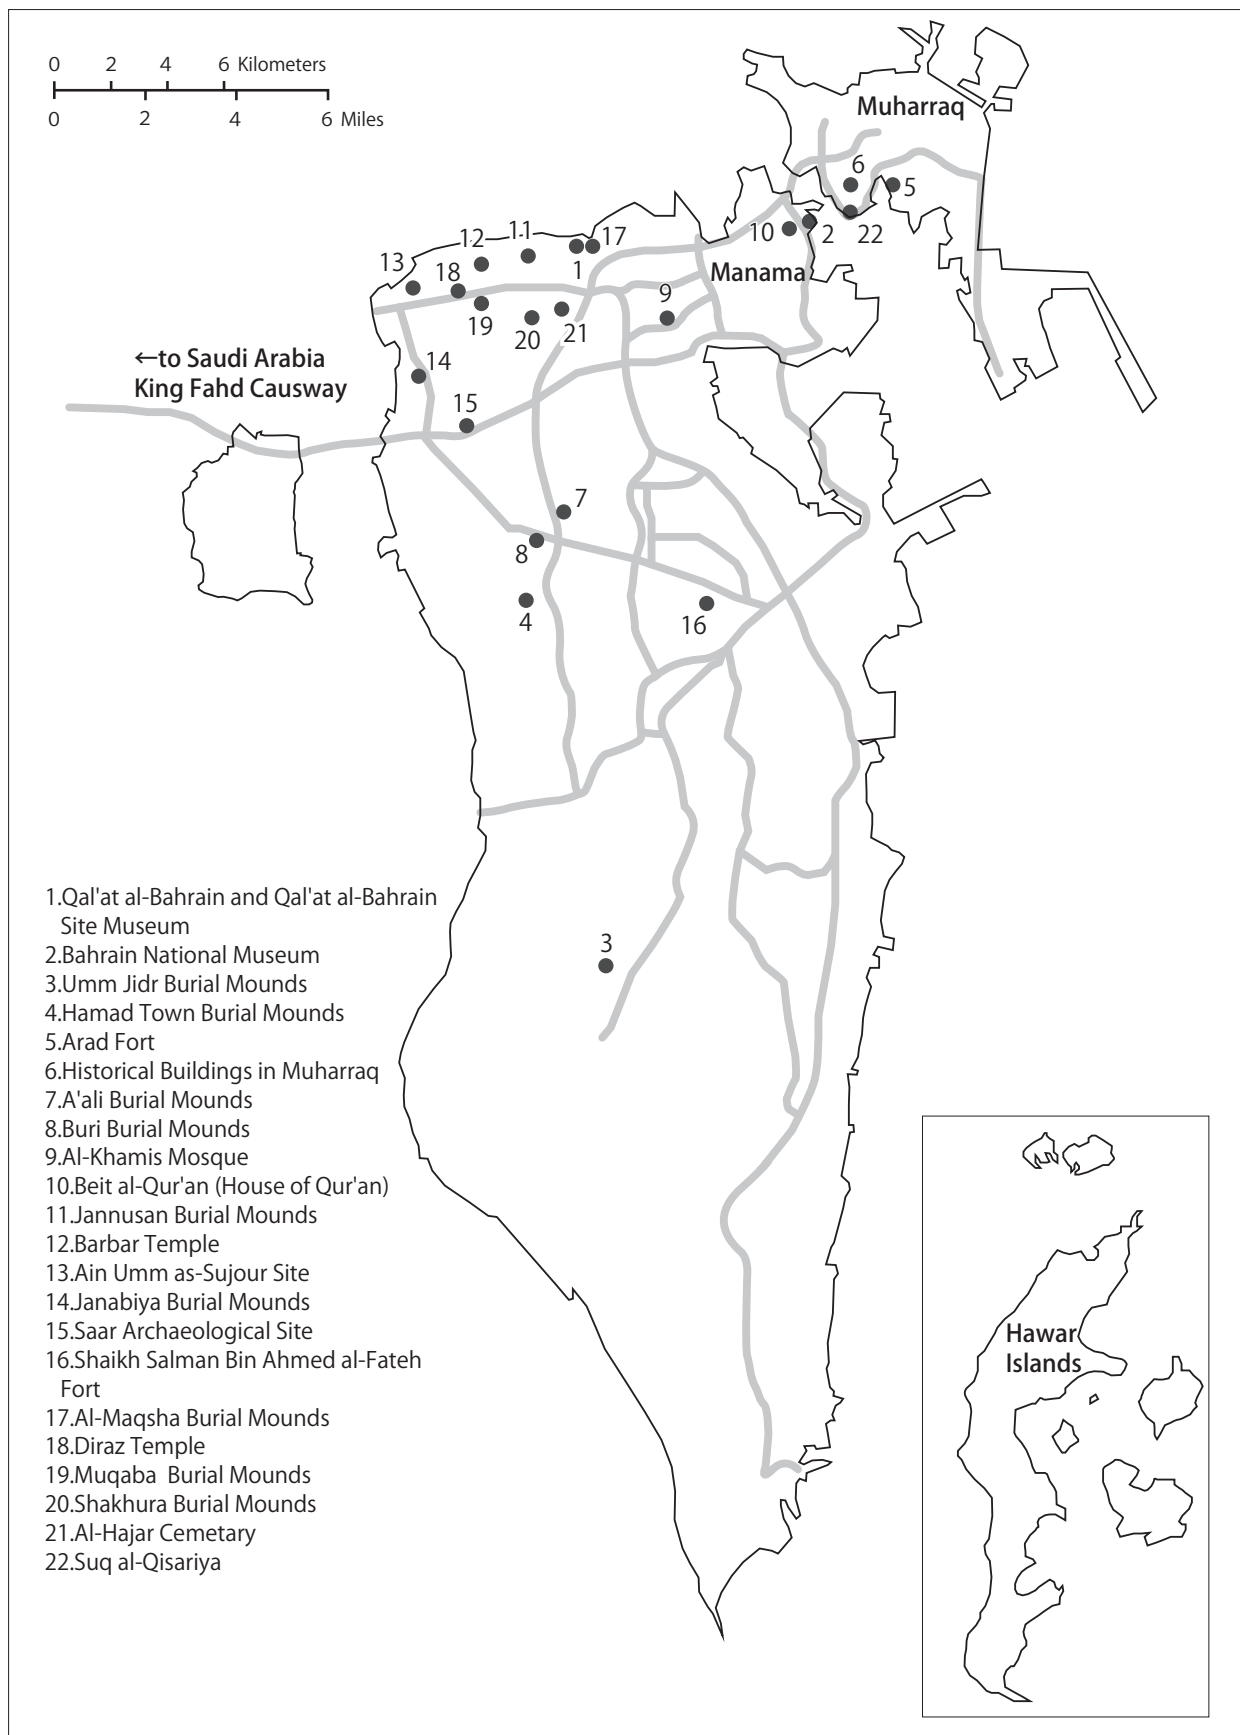 0 2 4 6 Kilometers
0 2 4 6 Miles
Muharraq
6
5
10
2
22
12
11
17
13
18
1
Manama
9
19
20
21
←to Saudi Arabia
King Fahd Causway
14
15
7
8
4
16
3
1.Qal'at al-Bahrain and Qal'at al-Bahrain
Site Museum
2.Bahrain National Museum
3.Umm Jidr Burial Mounds
4.Hamad Town Burial Mounds
5.Arad Fort
6.Historical Buildings in Muharraq
7.A'ali Burial Mounds
8.Buri Burial Mounds
9.Al-Khamis Mosque
10.Beit al-Qur'an (House of Qur'an)
11.Jannusan Burial Mounds
12.Barbar Temple
13.Ain Umm as-Sujour Site
14.Janabiya Burial Mounds
15.Saar Archaeological Site
16.Shaikh Salman Bin Ahmed al-Fateh
Fort
17.Al-Maqsha Burial Mounds
18.Diraz Temple
19.Muqaba Burial Mounds
20.Shakhura Burial Mounds
21.Al-Hajar Cemetary
22.Suq al-Qisariya
Hawar
Islands